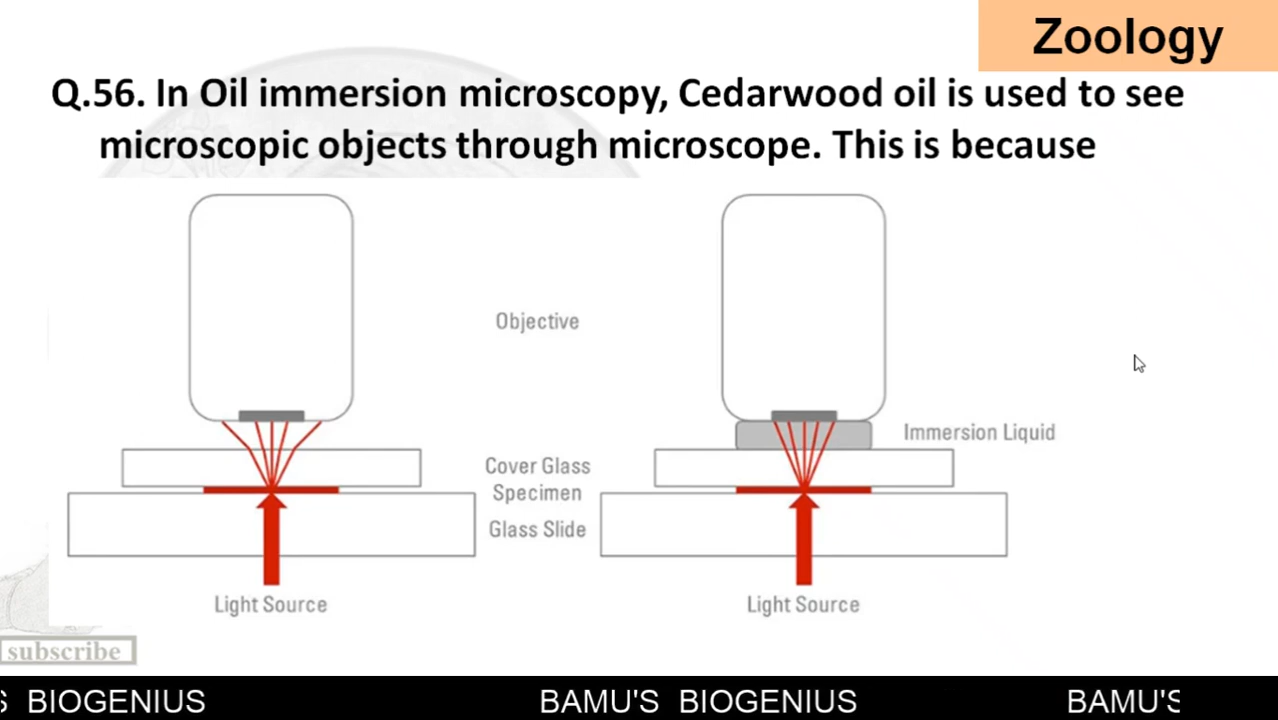 Zoology
Q.56. In Oil immersion microscopy, Cedarwood oil is used to see
microscopic objects through microscope. This is because
Objective
Immersion Liquid
Cover Glass
Specimen
Glass Slide
Light Source
Light Source
subscribe
S BIOGENIUS BAMU'S BIOGENIUS BAMU'S